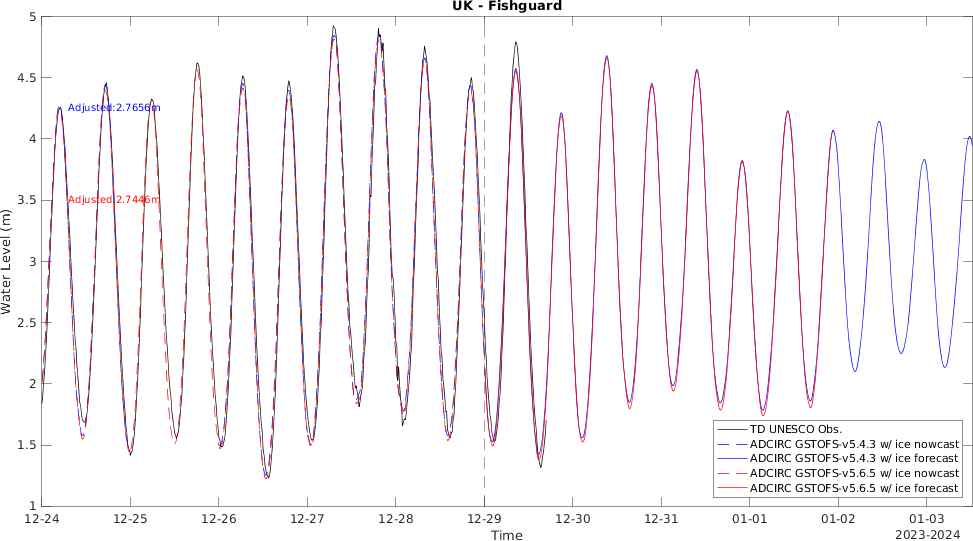 UK - Fishguard
5
4.5
4
3.5
3
2.5
2
1.5
1
Water Level (m)
Adjusted:2.7656m
Adjusted:2.7446m
TD UNESCO Obs.
ADCIRC GSTOFS-v5.4.3 w/ ice nowcast
ADCIRC GSTOFS-v5.4.3 w/ ice forecast
ADCIRC GSTOFS-v5.6.5 w/ ice nowcast
ADCIRC GSTOFS-v5.6.5 w/ ice forecast
12-24 12-25 12-26 12-27 12-28 12-29 12-30 12-31 01-01 01-02 01-03
Time
2023-2024